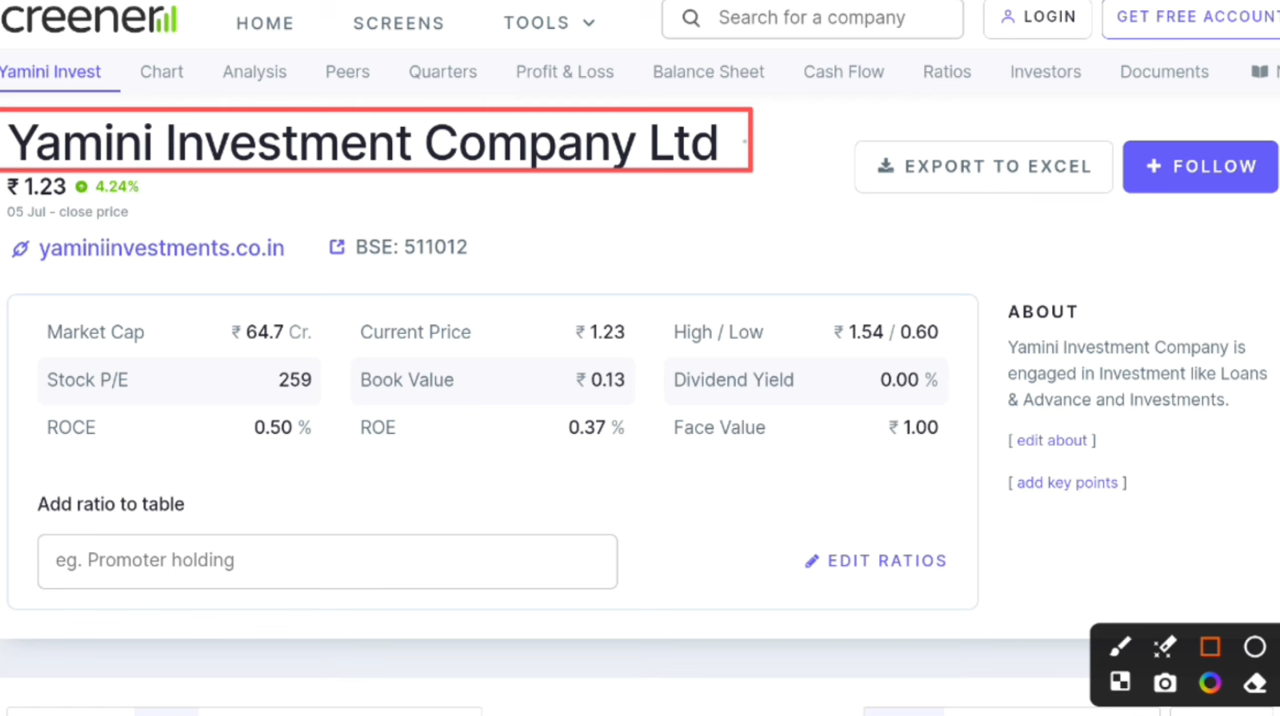 creener
HOME SCREENS TOOLS Search for a company LOGIN GET FREE ACCOUNT
Yamini Invest Chart Analysis Peers Quarters Profit & Loss Balance Sheet Cash Flow Ratios Investors Documents
Yamini Investment Company Ltd
EXPORT TO EXCEL + FOLLOW
₹ 1.23 4.24%
05 Jul - close price
yaminiinvestments.co.in BSE: 511012
Market Cap ₹ 64.7 Cr. Current Price ₹ 1.23 High / Low ₹ 1.54 / 0.60
Stock P/E 259 Book Value ₹ 0.13 Dividend Yield 0.00 %
ROCE 0.50 % ROE 0.37 % Face Value ₹ 1.00
Add ratio to table
eg. Promoter holding EDIT RATIOS
ABOUT
Yamini Investment Company is
engaged in Investment like Loans
& Advance and Investments.
[ edit about ]
[ add key points ]